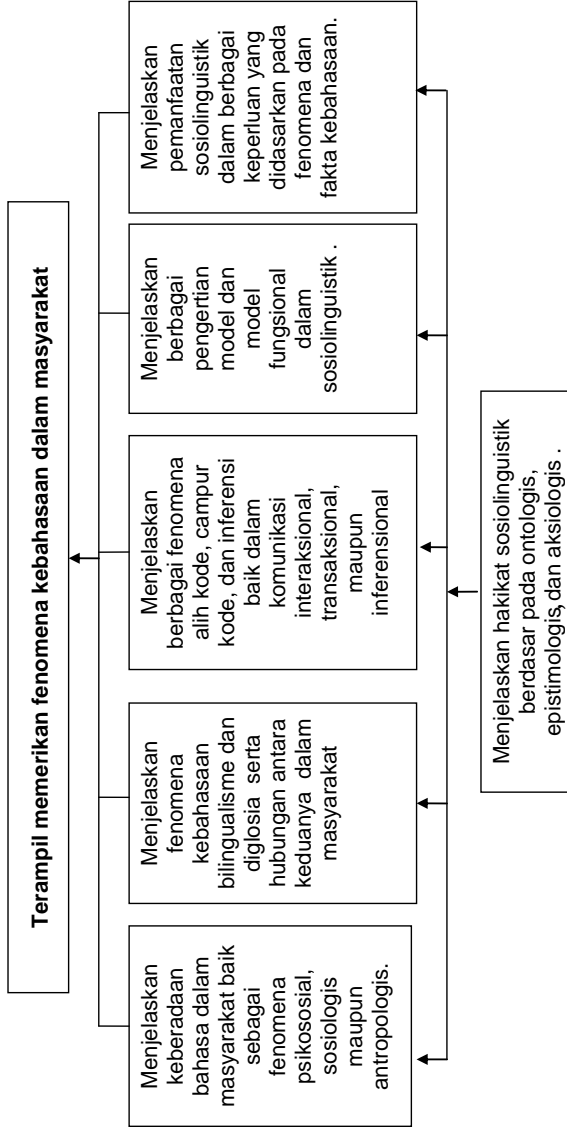 Terampil memerikan fenomena kebahasaan dalam masyarakat
Menjelaskan
keberadaan
bahasa dalam
masyarakat baik
sebagai
fenomena
psikososial,
sosiologis
maupun
antropologis.
Menjelaskan
fenomena
kebahasaan
bilingualisme dan
diglosia serta
hubungan antara
keduanya dalam
masyarakat
Menjelaskan
berbagai fenomena
alih kode, campur
kode, dan inferensi
baik dalam
komunikasi
interaksional,
transaksional,
maupun
inferensional
Menjelaskan
berbagai
pengertian
model dan
model
fungsional
dalam
sosiolinguistik .
Menjelaskan
pemanfaatan
sosiolinguistik
dalam berbagai
keperluan yang
didasarkan pada
fenomena dan
fakta kebahasaan.
Menjelaskan hakikat sosiolinguistik
berdasar pada ontologis,
epistimologis, dan aksiologis .